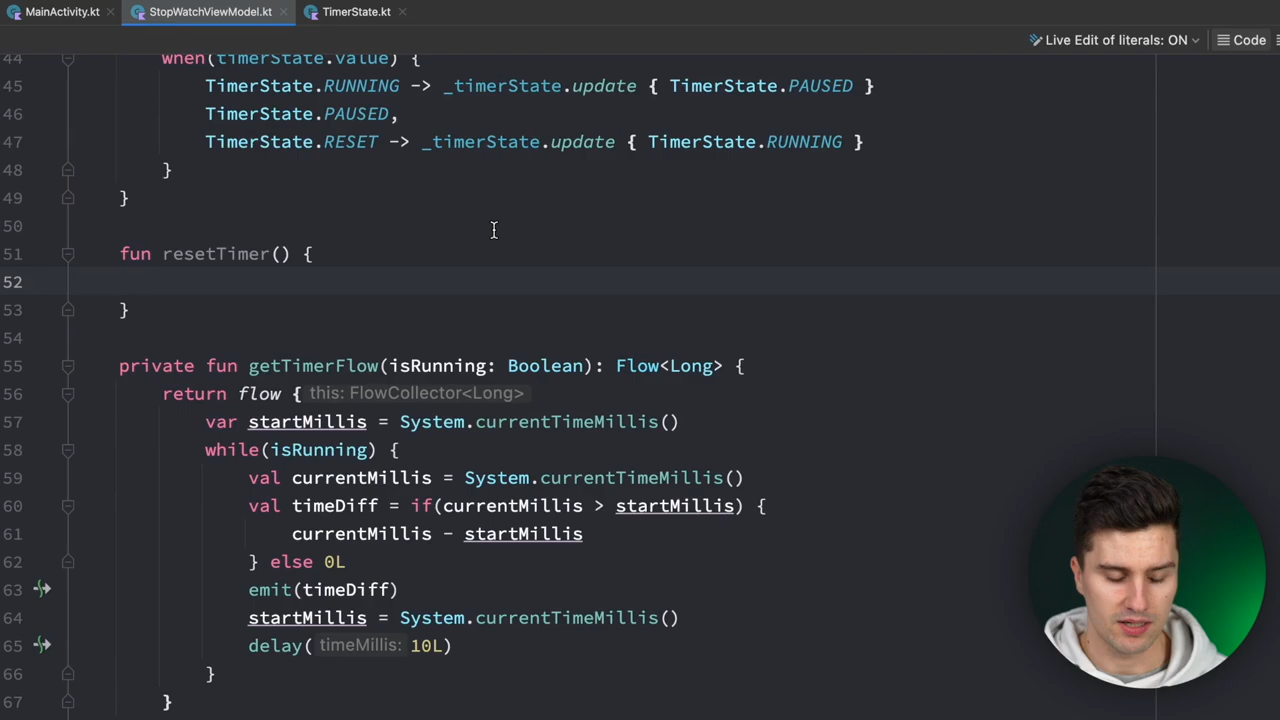 MainActivity.kt StopWatchViewModel.kt TimerState.kt
Live Edit of literals: ON Code
44 when(timerState.value) {
45 TimerState.RUNNING -> _timerState.update { TimerState.PAUSED }
46 TimerState.PAUSED,
47 TimerState.RESET -> _timerState.update { TimerState.RUNNING }
48 }
49 }
50
51 fun resetTimer() {
52
53 }
54
55 private fun getTimerFlow(isRunning: Boolean): Flow<Long> {
56 return flow { this: FlowCollector<Long>
57 var startMillis = System.currentTimeMillis()
58 while(isRunning) {
59 val currentMillis = System.currentTimeMillis()
60 val timeDiff = if(currentMillis > startMillis) {
61 currentMillis - startMillis
62 } else 0L
63 emit(timeDiff)
64 startMillis = System.currentTimeMillis()
65 delay( timeMillis: 10L)
66 }
67 }